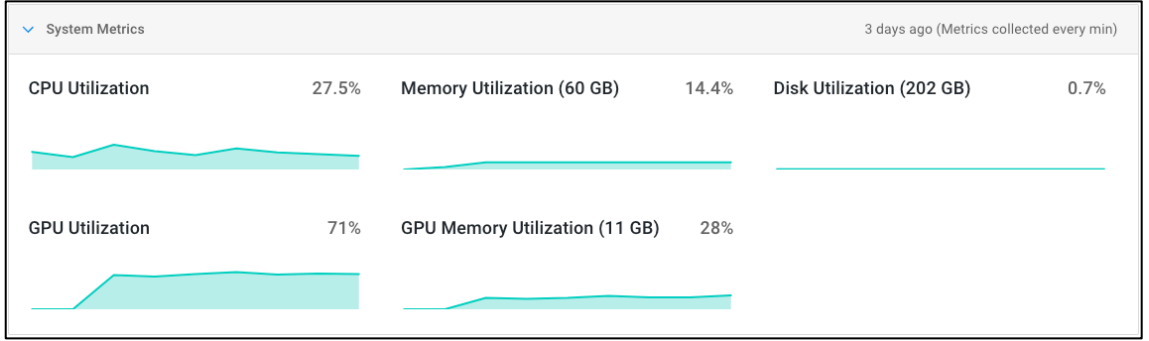 System Metrics
3 days ago (Metrics collected every min)
CPU Utilization 27.5%
Memory Utilization (60 GB) 14.4%
Disk Utilization (202 GB) 0.7%
GPU Utilization 71%
GPU Memory Utilization (11 GB) 28%